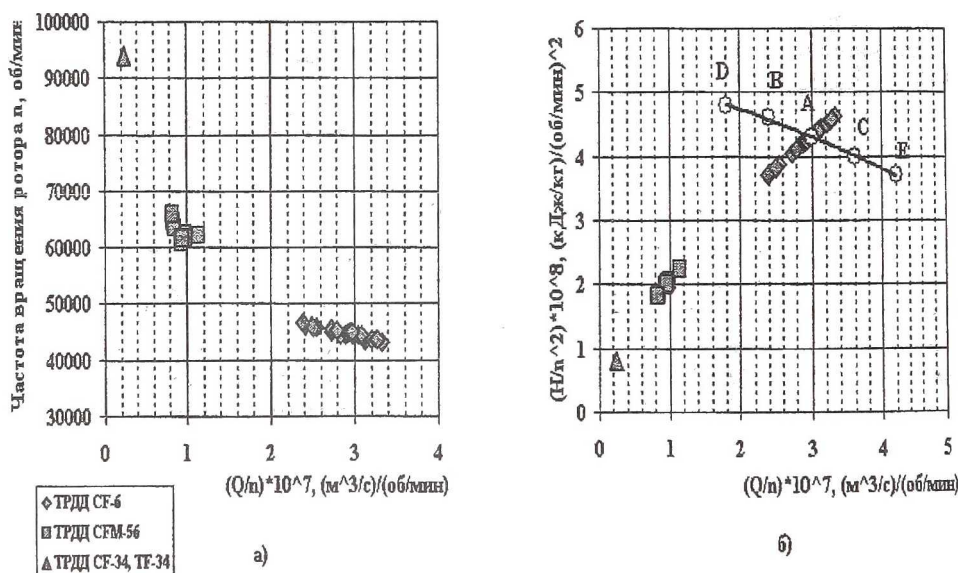 Частота вращения ротора n, об/мин
100000
90000
80000
70000
60000
50000
40000
30000
0 1 2 3 4
(Q/n)*10^7, (м^3/с)/(об/мин)
◇ ТРДД CF-6
ТРДД CFM-56
△ ТРДД CF-34, TF-34
а)
(H/n^2)*10^8, (кДж/кг)/(об/мин)^2
6
5
4
3
2
1
0
D B A C E
0 1 2 3 4 5
(Q/n)*10^7, (м^3/с)/(об/мин)
б)